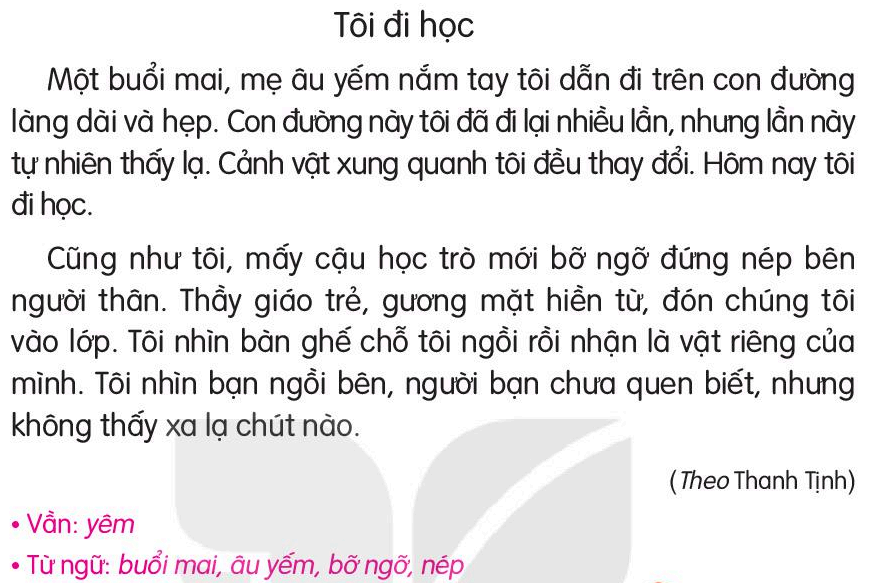 Tôi đi học
Một buổi mai, mẹ âu yếm nắm tay tôi dẫn đi trên con đường
làng dài và hẹp. Con đường này tôi đã đi lại nhiều lần, nhưng lần này
tự nhiên thấy lạ. Cảnh vật xung quanh tôi đều thay đổi. Hôm nay tôi
đi học.
Cũng như tôi, mấy cậu học trò mới bỡ ngỡ đứng nép bên
người thân. Thầy giáo trẻ, gương mặt hiền từ, đón chúng tôi
vào lớp. Tôi nhìn bàn ghế chỗ tôi ngồi rồi nhận là vật riêng của
mình. Tôi nhìn bạn ngồi bên, người bạn chưa quen biết, nhưng
không thấy xa lạ chút nào.
(Theo Thanh Tịnh)
• Vần: yêm
• Từ ngữ: buổi mai, âu yếm, bỡ ngỡ, nép